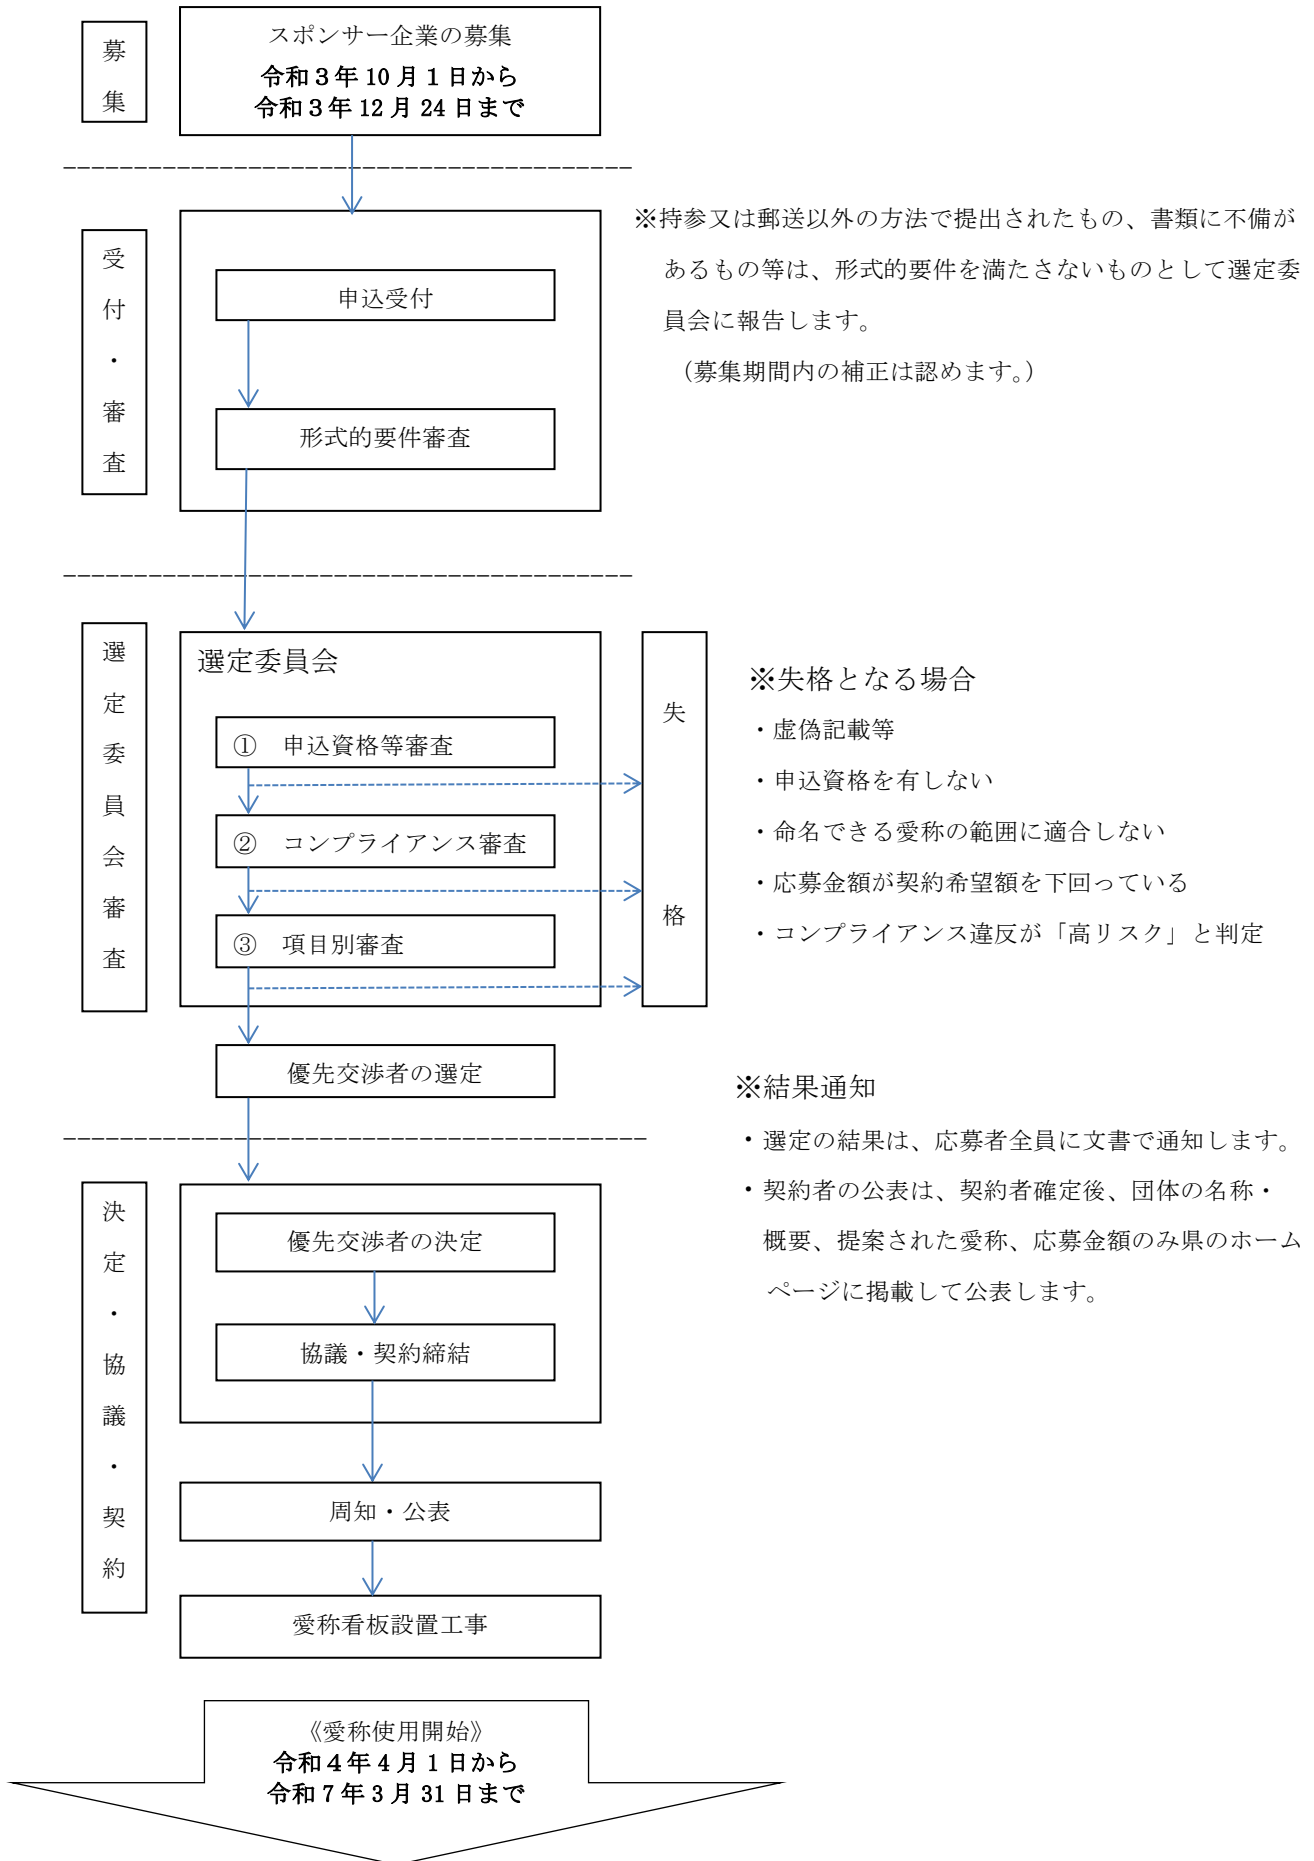 募集
スポンサー企業の募集
令和３年 10 月 １ 日から
令和３年 12 月 24 日まで
受付・審査
申込受付
形式的要件審査
※持参又は郵送以外の方法で提出されたもの、書類に不備が
あるもの等は、形式的要件を満たさないものとして選定委
員会に報告します。
（募集期間内の補正は認めます。）
選定委員会審査
選定委員会
① 申込資格等審査
② コンプライアンス審査
③ 項目別審査
失格
※失格となる場合
・虚偽記載等
・申込資格を有しない
・命名できる愛称の範囲に適合しない
・応募金額が契約希望額を下回っている
・コンプライアンス違反が「高リスク」と判定
優先交渉者の選定
※結果通知
・選定の結果は、応募者全員に文書で通知します。
・契約者の公表は、契約者確定後、団体の名称・
概要、提案された愛称、応募金額のみ県のホーム
ページに掲載して公表します。
決定・協議・契約
優先交渉者の決定
協議・契約締結
周知・公表
愛称看板設置工事
《愛称使用開始》
令和４年４月１日から
令和７年３月 31 日まで